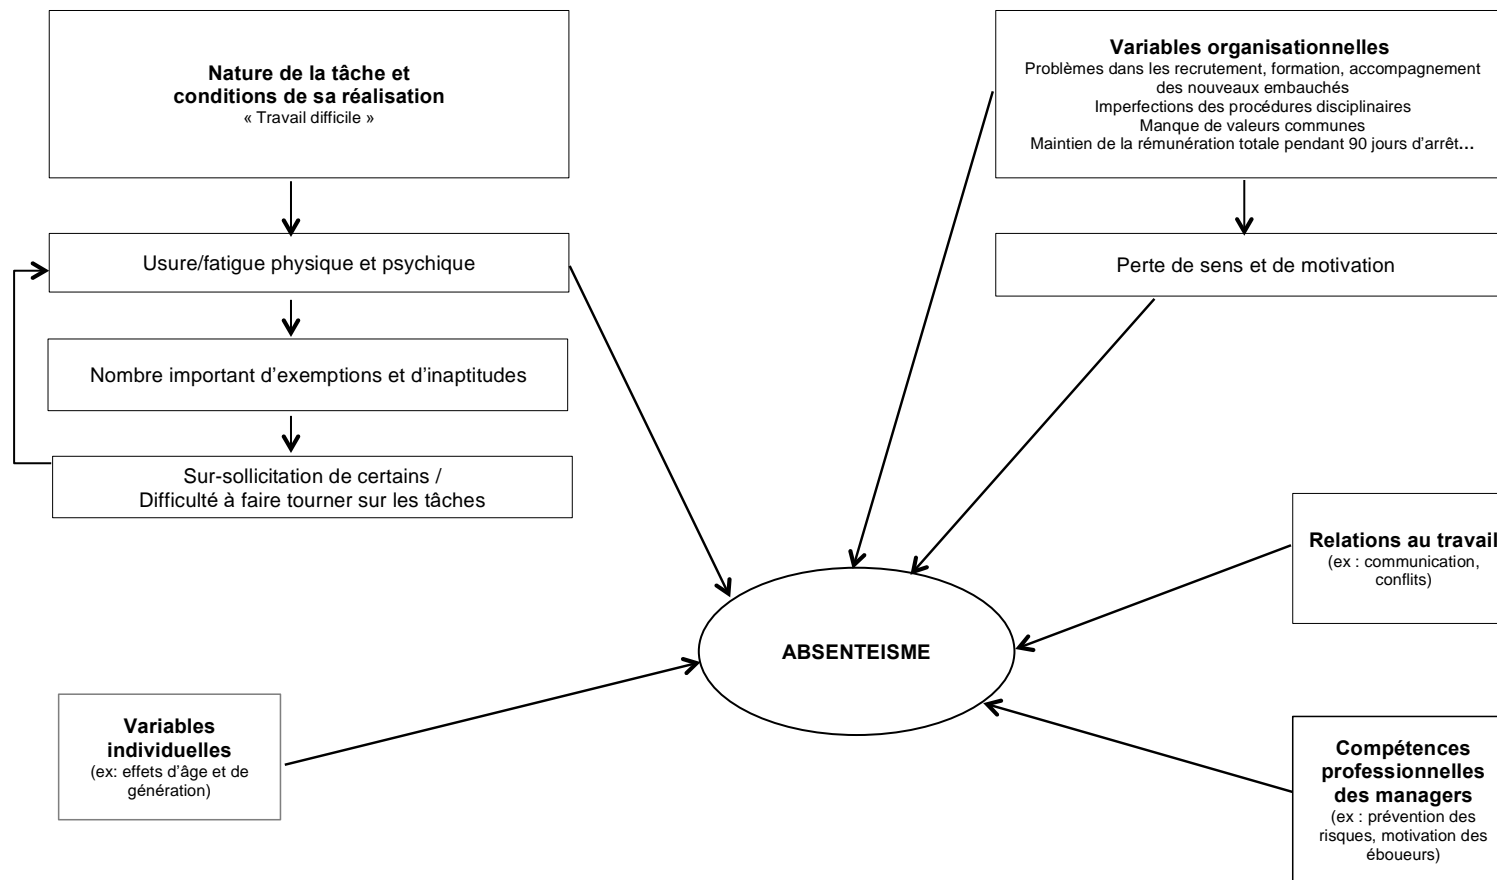 Nature de la tâche et
conditions de sa réalisation
« Travail difficile »
Usure/fatigue physique et psychique
Nombre important d’exemptions et d’inaptitudes
Sur-sollicitation de certains /
Difficulté à faire tourner sur les tâches
Variables organisationnelles
Problèmes dans les recrutement, formation, accompagnement
des nouveaux embauchés
Imperfections des procédures disciplinaires
Manque de valeurs communes
Maintien de la rémunération totale pendant 90 jours d’arrêt…
Perte de sens et de motivation
Relations au travail
(ex : communication,
conflits)
ABSENTEISME
Variables
individuelles
(ex: effets d’âge et de
génération)
Compétences
professionnelles
des managers
(ex : prévention des
risques, motivation des
éboueurs)